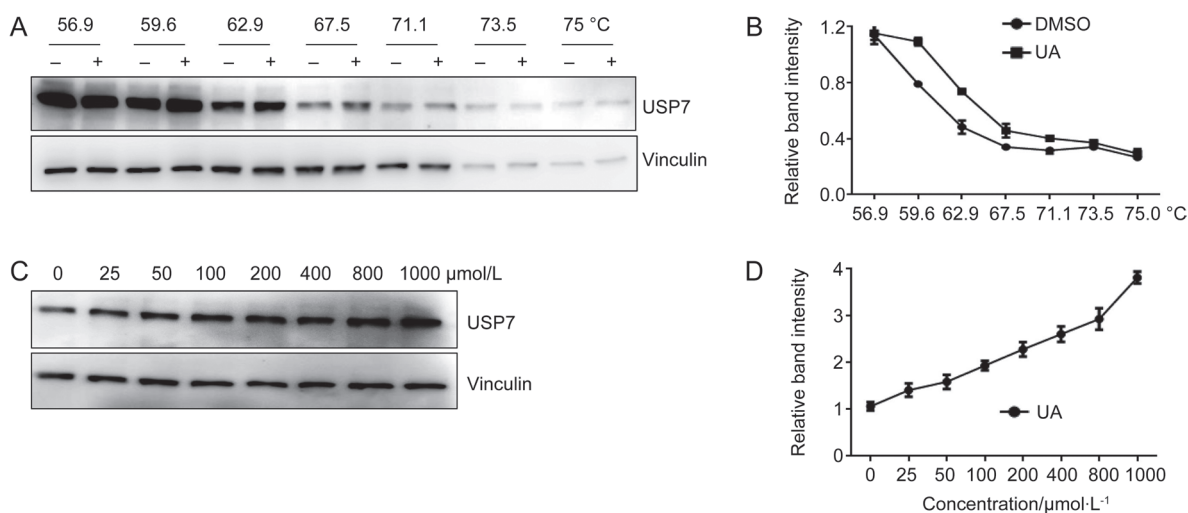 A
56.9 59.6 62.9 67.5 71.1 73.5 75 °C
– + – + – + – + – + – + – +
USP7
Vinculin
B
DMSO
UA
Relative band intensity
1.2
0.8
0.4
0.0
56.9 59.6 62.9 67.5 71.1 73.5 75.0 °C
C
0 25 50 100 200 400 800 1000 μmol/L
USP7
Vinculin
D
Relative band intensity
4
3
2
1
0
UA
0 25 50 100 200 400 800 1000
Concentration/μmol·L⁻¹